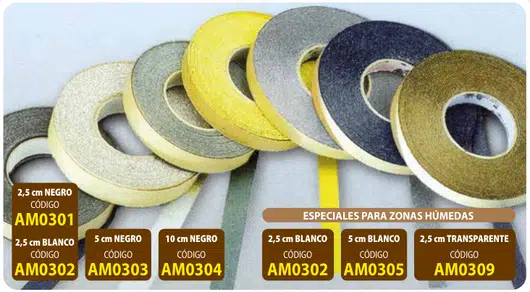 2,5 cm NEGRO
CÓDIGO
AM0301
2,5 cm BLANCO
CÓDIGO
AM0302
5 cm NEGRO
CÓDIGO
AM0303
10 cm NEGRO
CÓDIGO
AM0304
ESPECIALES PARA ZONAS HÚMEDAS
2,5 cm BLANCO
CÓDIGO
AM0302
5 cm BLANCO
CÓDIGO
AM0305
2,5 cm TRANSPARENTE
CÓDIGO
AM0309